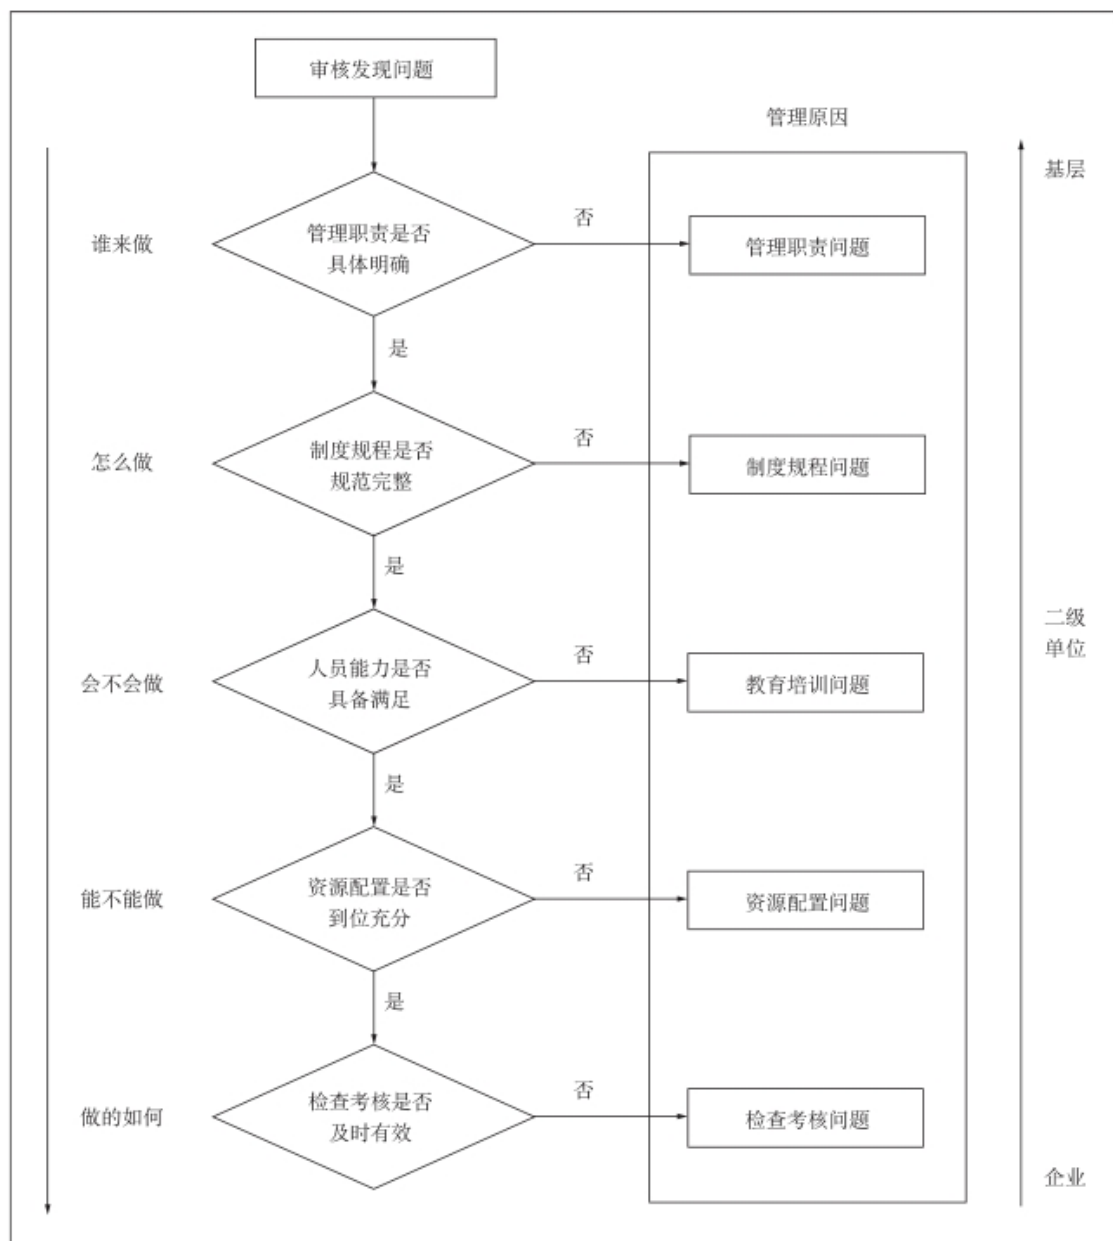 审核发现问题
管理原因
基层
谁来做
管理职责是否
具体明确
否
管理职责问题
是
怎么做
制度规程是否
规范完整
否
制度规程问题
是
二级
单位
会不会做
人员能力是否
具备满足
否
教育培训问题
是
能不能做
资源配置是否
到位充分
否
资源配置问题
是
做的如何
检查考核是否
及时有效
否
检查考核问题
企业